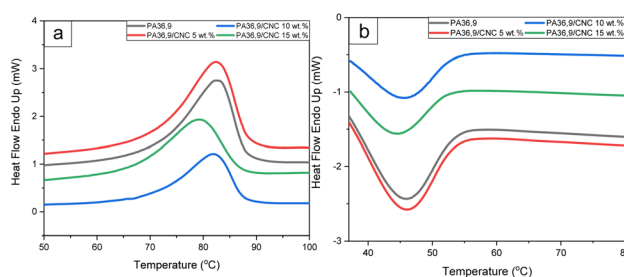 a
PA36,9
PA36,9/CNC 10 wt.%
PA36,9/CNC 5 wt.%
PA36,9/CNC 15 wt.%
4
3
2
1
0
Heat Flow Endo Up (mW)
50
60
70
80
90
100
Temperature (°C)
b
PA36,9
PA36,9/CNC 10 wt.%
PA36,9/CNC 5 wt.%
PA36,9/CNC 15 wt.%
0
-1
-2
-3
Heat Flow Endo Up (mW)
40
50
60
70
80
Temperature (°C)